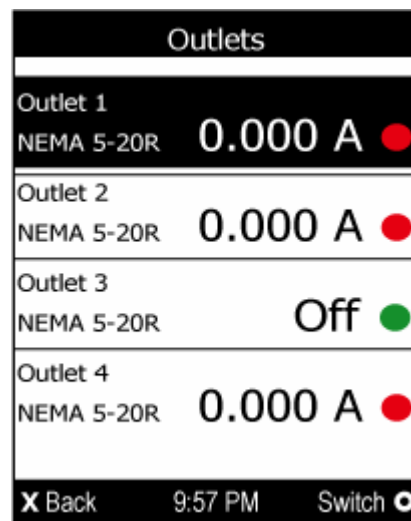 Outlets
Outlet 1
NEMA 5-20R 0.000 A
Outlet 2
NEMA 5-20R 0.000 A
Outlet 3
NEMA 5-20R Off
Outlet 4
NEMA 5-20R 0.000 A
X Back 9:57 PM Switch O